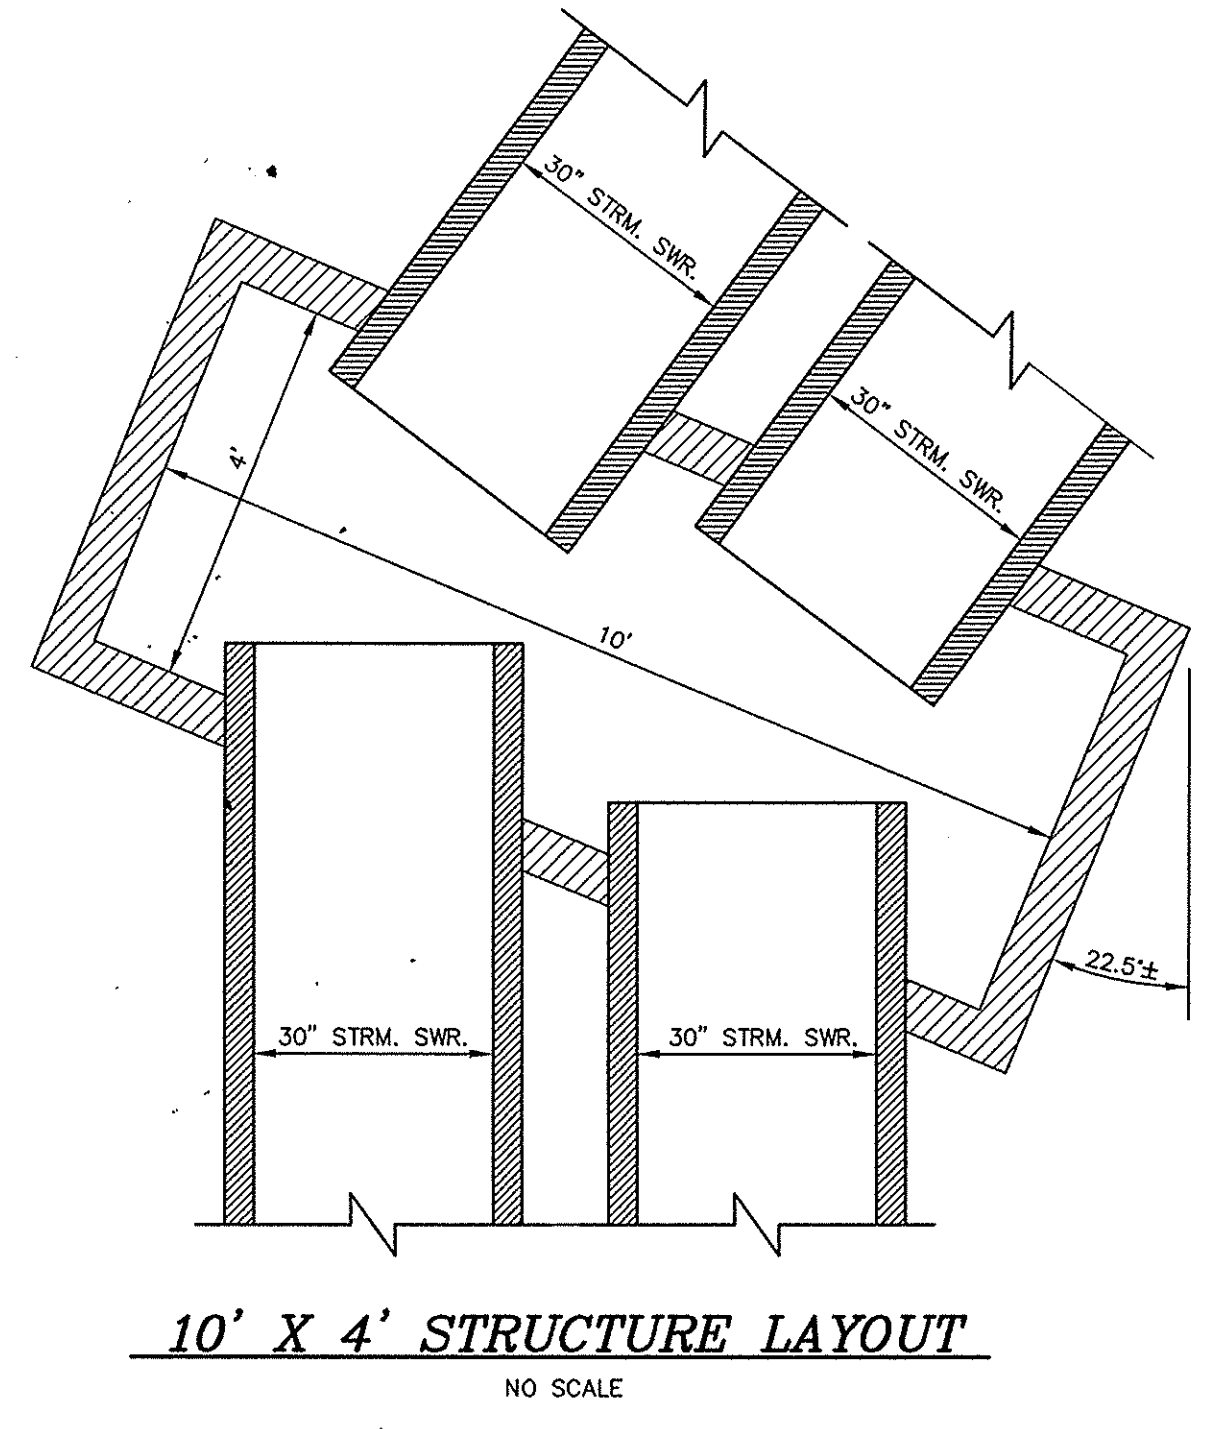 30" STRM. SWR.
30" STRM. SWR.
4'
10'
22.5°±
30" STRM. SWR.
30" STRM. SWR.
10' X 4' STRUCTURE LAYOUT
NO SCALE